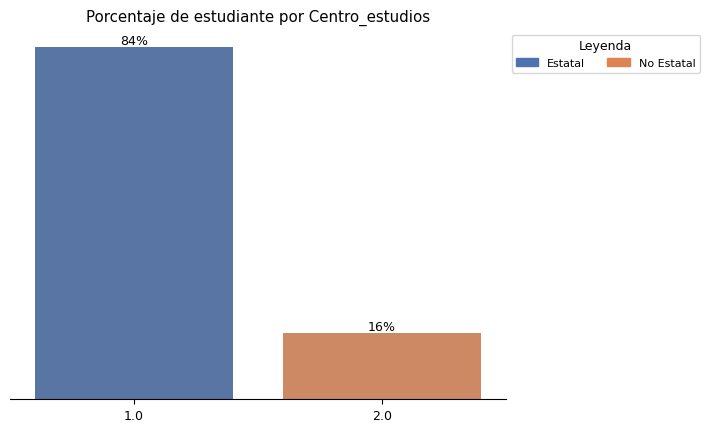 Porcentaje de estudiante por Centro_estudios
84%
16%
1.0
2.0
Leyenda
Estatal
No Estatal